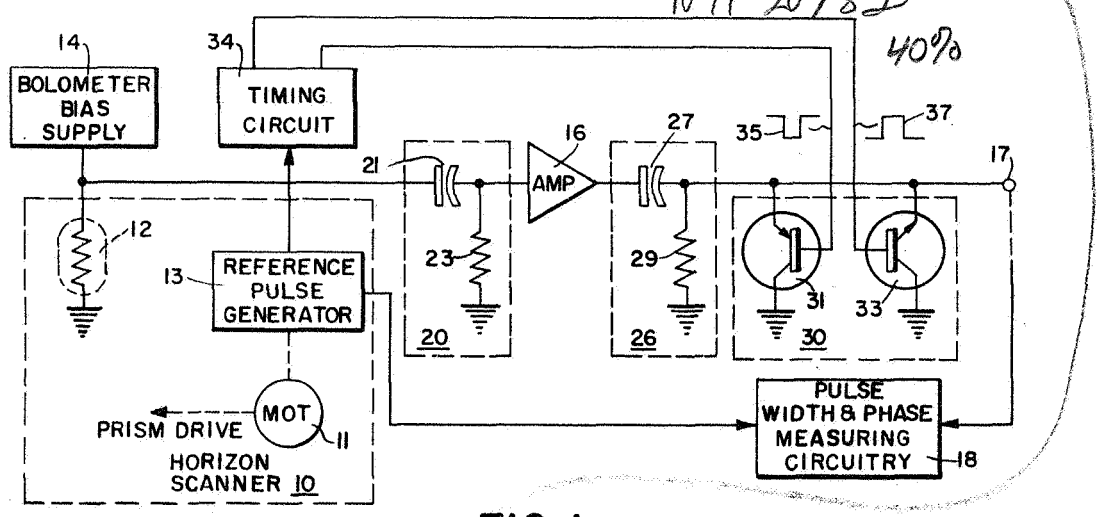 40%
14
34
BOLOMETER
BIAS
SUPPLY
TIMING
CIRCUIT
35
37
21
16
27
17
AMP
12
13
REFERENCE
PULSE
GENERATOR
23
29
31
33
20
26
30
MOT
11
PRISM DRIVE
HORIZON
SCANNER 10
PULSE
WIDTH & PHASE
MEASURING
CIRCUITRY
18